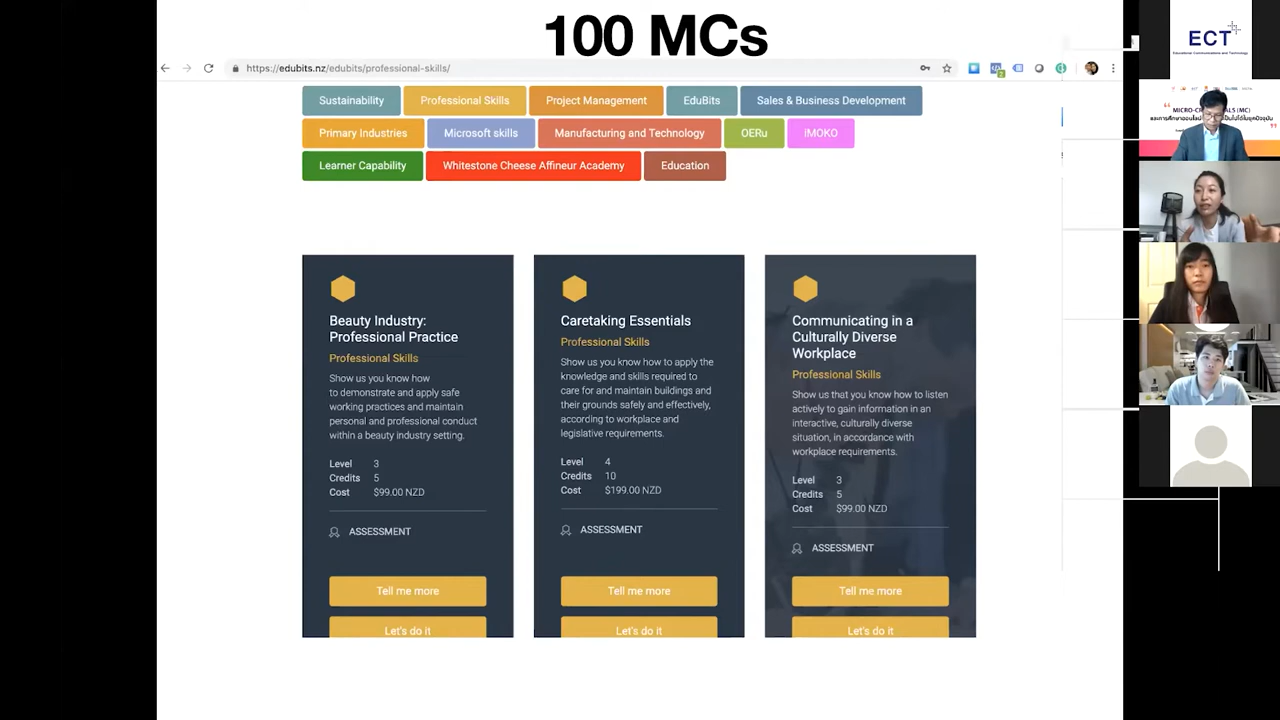 100 MCs
https://edubits.nz/edubits/professional-skills/
Sustainability
Professional Skills
Project Management
EduBits
Sales & Business Development
Primary Industries
Microsoft skills
Manufacturing and Technology
OERu
iMOKO
Learner Capability
Whitestone Cheese Affineur Academy
Education
Beauty Industry:
Professional Practice
Professional Skills
Show us you know how
to demonstrate and apply safe
working practices and maintain
personal and professional conduct
within a beauty industry setting.
Level 3
Credits 5
Cost $99.00 NZD
ASSESSMENT
Tell me more
Let's do it
Caretaking Essentials
Professional Skills
Show us you know how to apply the
knowledge and skills required to
care for and maintain buildings and
their grounds safely and effectively,
according to workplace and
legislative requirements.
Level 4
Credits 10
Cost $199.00 NZD
ASSESSMENT
Tell me more
Let's do it
Communicating in a
Culturally Diverse
Workplace
Professional Skills
Show us that you know how to listen
actively to gain information in an
interactive, culturally diverse
situation, in accordance with
workplace requirements.
Level 3
Credits 5
Cost $99.00 NZD
ASSESSMENT
Tell me more
Let's do it
ECT
Educational Communications and Technology